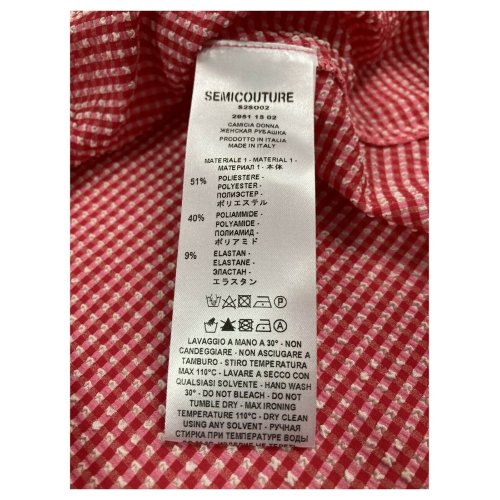 SEMICOUTURE
S2SO02
2651 15 02
CAMICIA DONNA
ЖЕНСКАЯ РУБАШКА
PRODOTTO IN ITALIA
MADE IN ITALY
MATERIALE 1 - MATERIAL 1 -
МАТЕРИАЛ 1 - 本体
51% POLIESTERE -
POLYESTER -
ПОЛИЭСТЕР -
ポリエステル
40% POLIAMMIDE -
POLYAMIDE -
ПОЛИАМИД -
ポリアミド
9% ELASTAN -
ELASTANE -
ЭЛАСТАН -
エラスタン
P
A
LAVAGGIO A MANO A 30° - NON
CANDEGGIARE - NON ASCIUGARE A
TAMBURO - STIRO TEMPERATURA
MAX 110°C - LAVARE A SECCO CON
QUALSIASI SOLVENTE - HAND WASH
30° - DO NOT BLEACH - DO NOT
TUMBLE DRY - MAX IRONING
TEMPERATURE 110°C - DRY CLEAN
USING ANY SOLVENT - РУЧНАЯ
СТИРКА ПРИ ТЕМПЕРАТУРЕ ВОДЫ